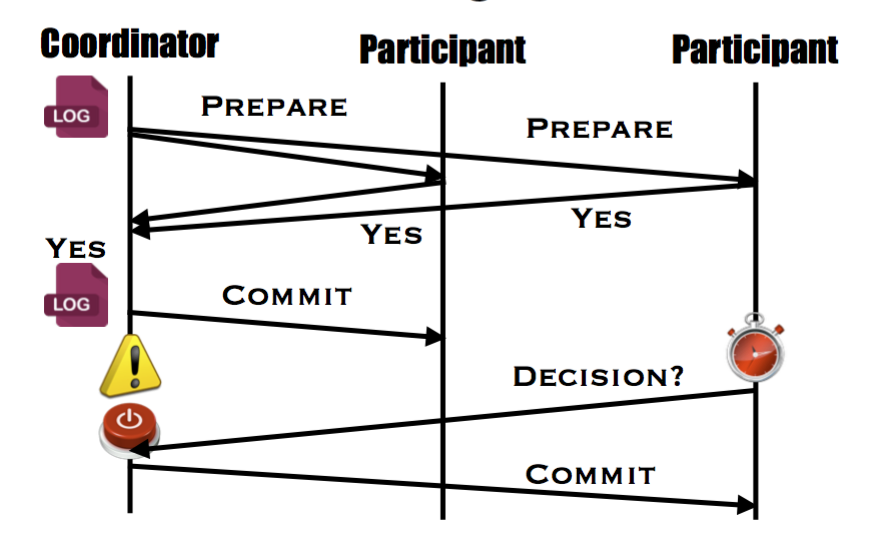 Coordinator
Participant
Participant
LOG
PREPARE
PREPARE
YES
YES
YES
LOG
COMMIT
DECISION?
COMMIT